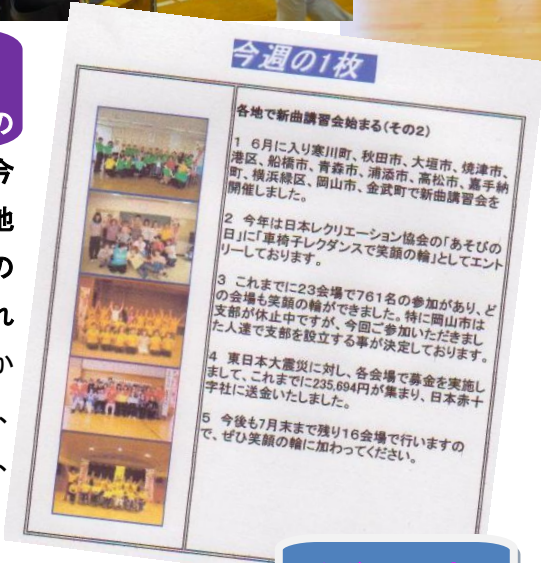 今週の1枚
各地で新曲講習会始まる(その2)
1 6月に入り寒川町、秋田市、大垣市、焼津市、
港区、船橋市、青森市、浦添市、高松市、嘉手納
町、横浜緑区、岡山市、金武町で新曲講習会を
開催しました。
2 今年は日本レクリエーション協会の「あそびの
日」に「車椅子レクダンスで笑顔の輪」としてエント
リーしております。
3 これまでに23会場で761名の参加があり、ど
の会場も笑顔の輪ができました。特に岡山市は
支部が休止中ですが、今回ご参加いただきまし
た人達で支部を設立する事が決定しております。
4 東日本大震災に対し、各会場で募金を実施し
まして、これまでに235,694円が集まり、日本赤十
字社に送金いたしました。
5 今後も7月末まで残り16会場で行いますの
で、ぜひ笑顔の輪に加わってください。
の
今
地
の
れ
か
、
、